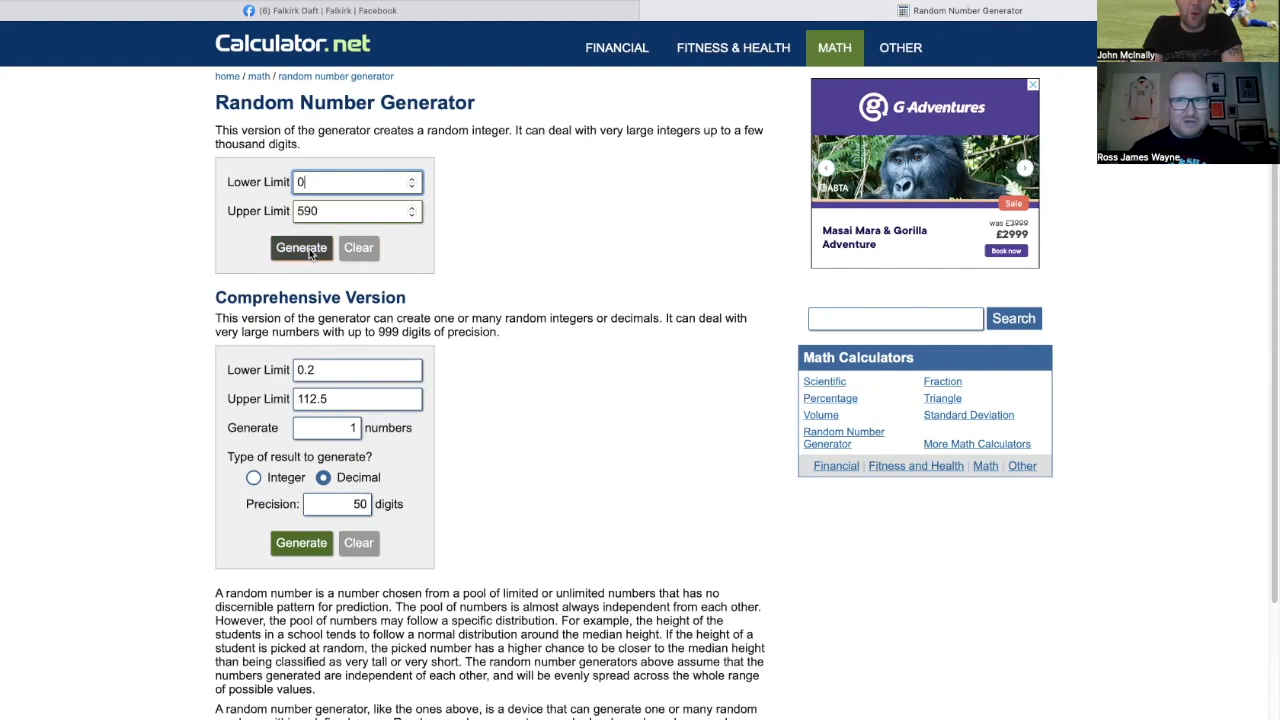 (6) Falkirk Daft | Falkirk | Facebook
Random Number Generator
Calculator.net
FINANCIAL
FITNESS & HEALTH
MATH
OTHER
John McInally
Ross James Wayne
home / math / random number generator
Random Number Generator
This version of the generator creates a random integer. It can deal with very large integers up to a few
thousand digits.
Lower Limit 0
Upper Limit 590
Generate Clear
Comprehensive Version
This version of the generator can create one or many random integers or decimals. It can deal with
very large numbers with up to 999 digits of precision.
Lower Limit 0.2
Upper Limit 112.5
Generate 1 numbers
Type of result to generate?
Integer Decimal
Precision: 50 digits
Generate Clear
A random number is a number chosen from a pool of limited or unlimited numbers that has no
discernible pattern for prediction. The pool of numbers is almost always independent from each other.
However, the pool of numbers may follow a specific distribution. For example, the height of the
students in a school tends to follow a normal distribution around the median height. If the height of a
student is picked at random, the picked number has a higher chance to be closer to the median height
than being classified as very tall or very short. The random number generators above assume that the
numbers generated are independent of each other, and will be evenly spread across the whole range
of possible values.
A random number generator, like the ones above, is a device that can generate one or many random
G Adventures
ABTA
Sale
Masai Mara & Gorilla
Adventure
was £3999
£2999
Book now
Search
Math Calculators
Scientific Fraction
Percentage Triangle
Volume Standard Deviation
Random Number
Generator More Math Calculators
Financial | Fitness and Health | Math | Other